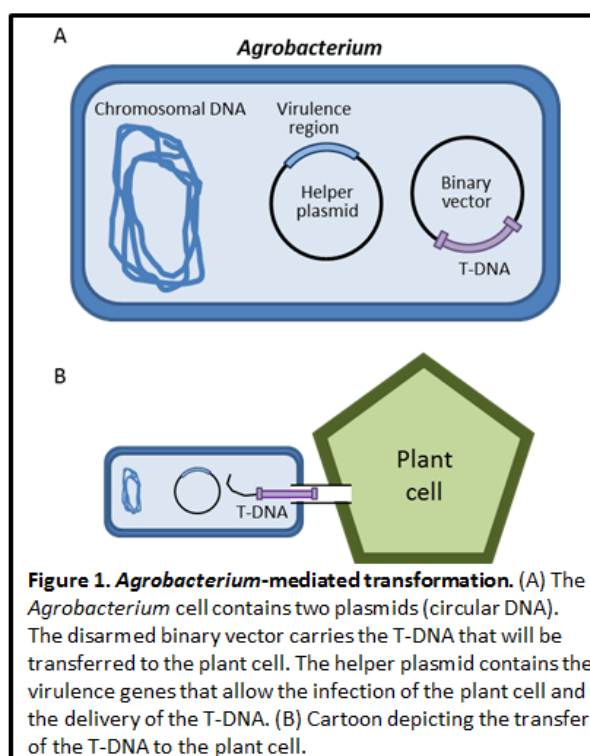 A
Agrobacterium
Chromosomal DNA
Virulence
region
Helper
plasmid
Binary
vector
T-DNA
B
T-DNA
Plant
cell
Figure 1. Agrobacterium-mediated transformation. (A) The
Agrobacterium cell contains two plasmids (circular DNA).
The disarmed binary vector carries the T-DNA that will be
transferred to the plant cell. The helper plasmid contains the
virulence genes that allow the infection of the plant cell and
the delivery of the T-DNA. (B) Cartoon depicting the transfer
of the T-DNA to the plant cell.